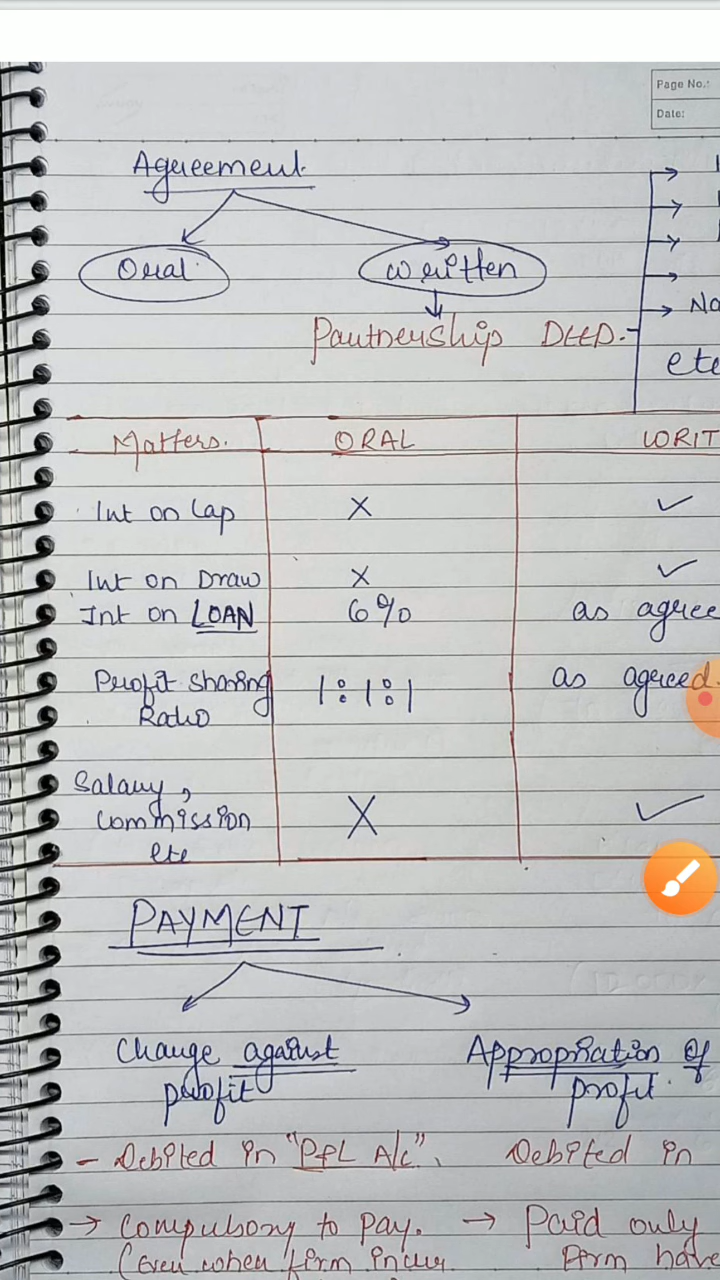 Page No.:
Date:
Agreement.
Oral.
Written
Partnership DEED.
No
etc
Matters. ORAL WRIT
Int on Cap X ✓
Int on Draw X ✓
Int on LOAN 6% as agree
Profit Sharing Ratio 1:1:1 as agreed.
Salary,
Commission X ✓
etc
PAYMENT
Charge against Appropriation of
profit profit.
- Debited in "P&L A/c". Debited in
→ Compulsory to pay. → Paid only
(Even when firm incur firm have